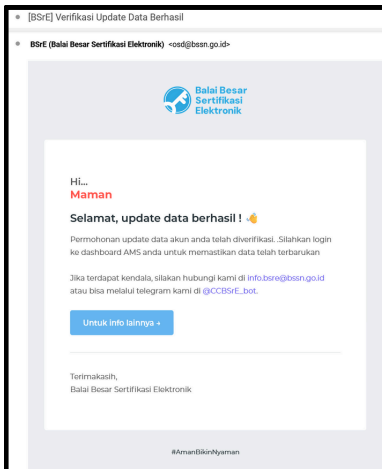 [BSrE] Verifikasi Update Data Berhasil
BSrE (Balai Besar Sertifikasi Elektronik) <osd@bssn.go.id>
Balai Besar
Sertifikasi
Elektronik
Hi...
Maman
Selamat, update data berhasil ! 🤙
Permohonan update data akun anda telah diverifikasi. .Silahkan login
ke dashboard AMS anda untuk memastikan data telah terbarukan
Jika terdapat kendala, silakan hubungi kami di info.bsre@bssn.go.id
atau bisa melalui telegram kami di @CCBSrE_bot.
Untuk info lainnya →
Terimakasih,
Balai Besar Sertifikasi Elektronik
#AmanBikinNyaman